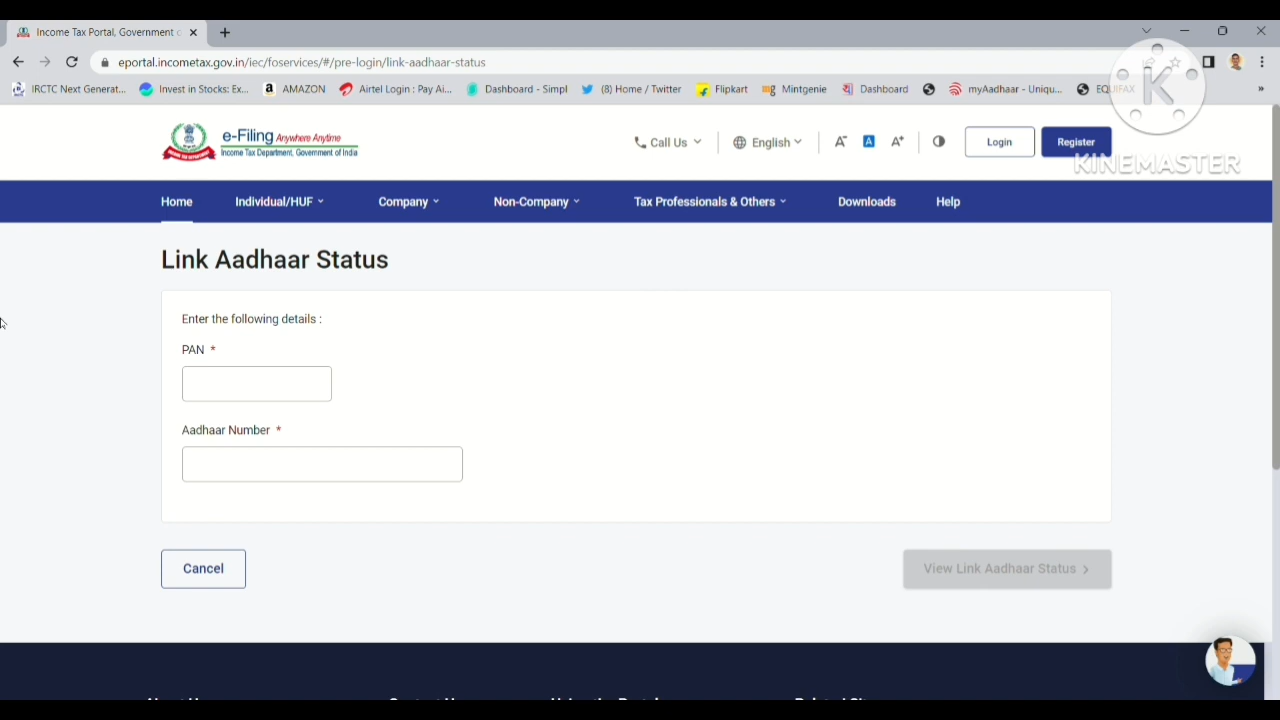 Income Tax Portal, Government
eportal.incometax.gov.in/iec/foservices/#/pre-login/link-aadhaar-status
IRCTC Next Generat... Invest in Stocks: Ex... AMAZON Airtel Login : Pay Ai... Dashboard - Simpl (8) Home / Twitter Flipkart Mintgenie Dashboard myAadhaar - Uniqu... EQUIFAX
K
KINEMASTER
e-Filing Anywhere Anytime
Income Tax Department, Government of India
Call Us English A- A A+ Login Register
Home Individual/HUF Company Non-Company Tax Professionals & Others Downloads Help
Link Aadhaar Status
Enter the following details :
PAN *
Aadhaar Number *
Cancel View Link Aadhaar Status >